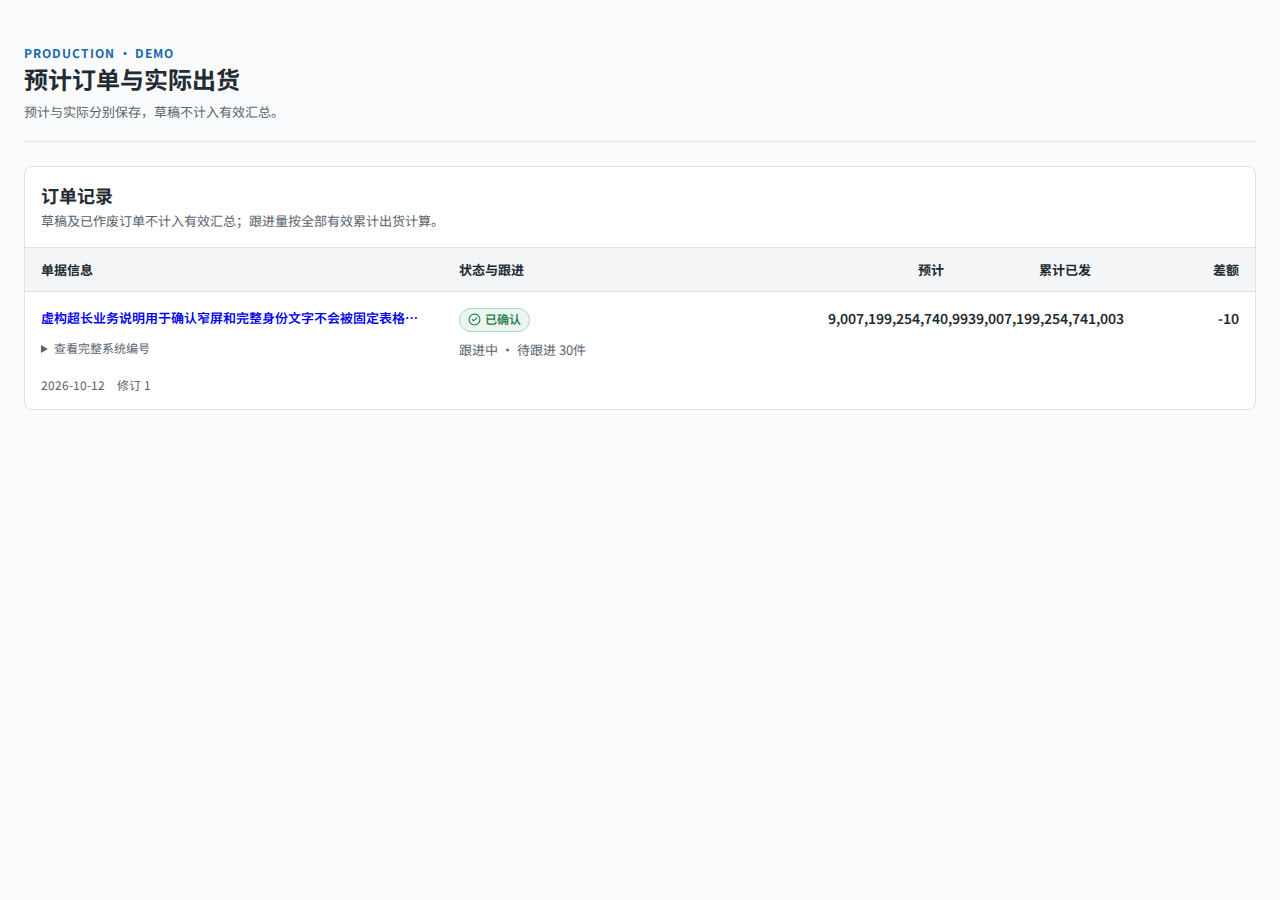 PRODUCTION · DEMO
预计订单与实际出货
预计与实际分别保存，草稿不计入有效汇总。
订单记录
草稿及已作废订单不计入有效汇总；跟进量按全部有效累计出货计算。
单据信息 状态与跟进 预计 累计已发 差额
虚构超长业务说明用于确认窄屏和完整身份文字不会被固定表格… 已确认 9,007,199,254,740,9939,007,199,254,741,003 -10
查看完整系统编号 跟进中 · 待跟进 30件
2026-10-12 修订 1